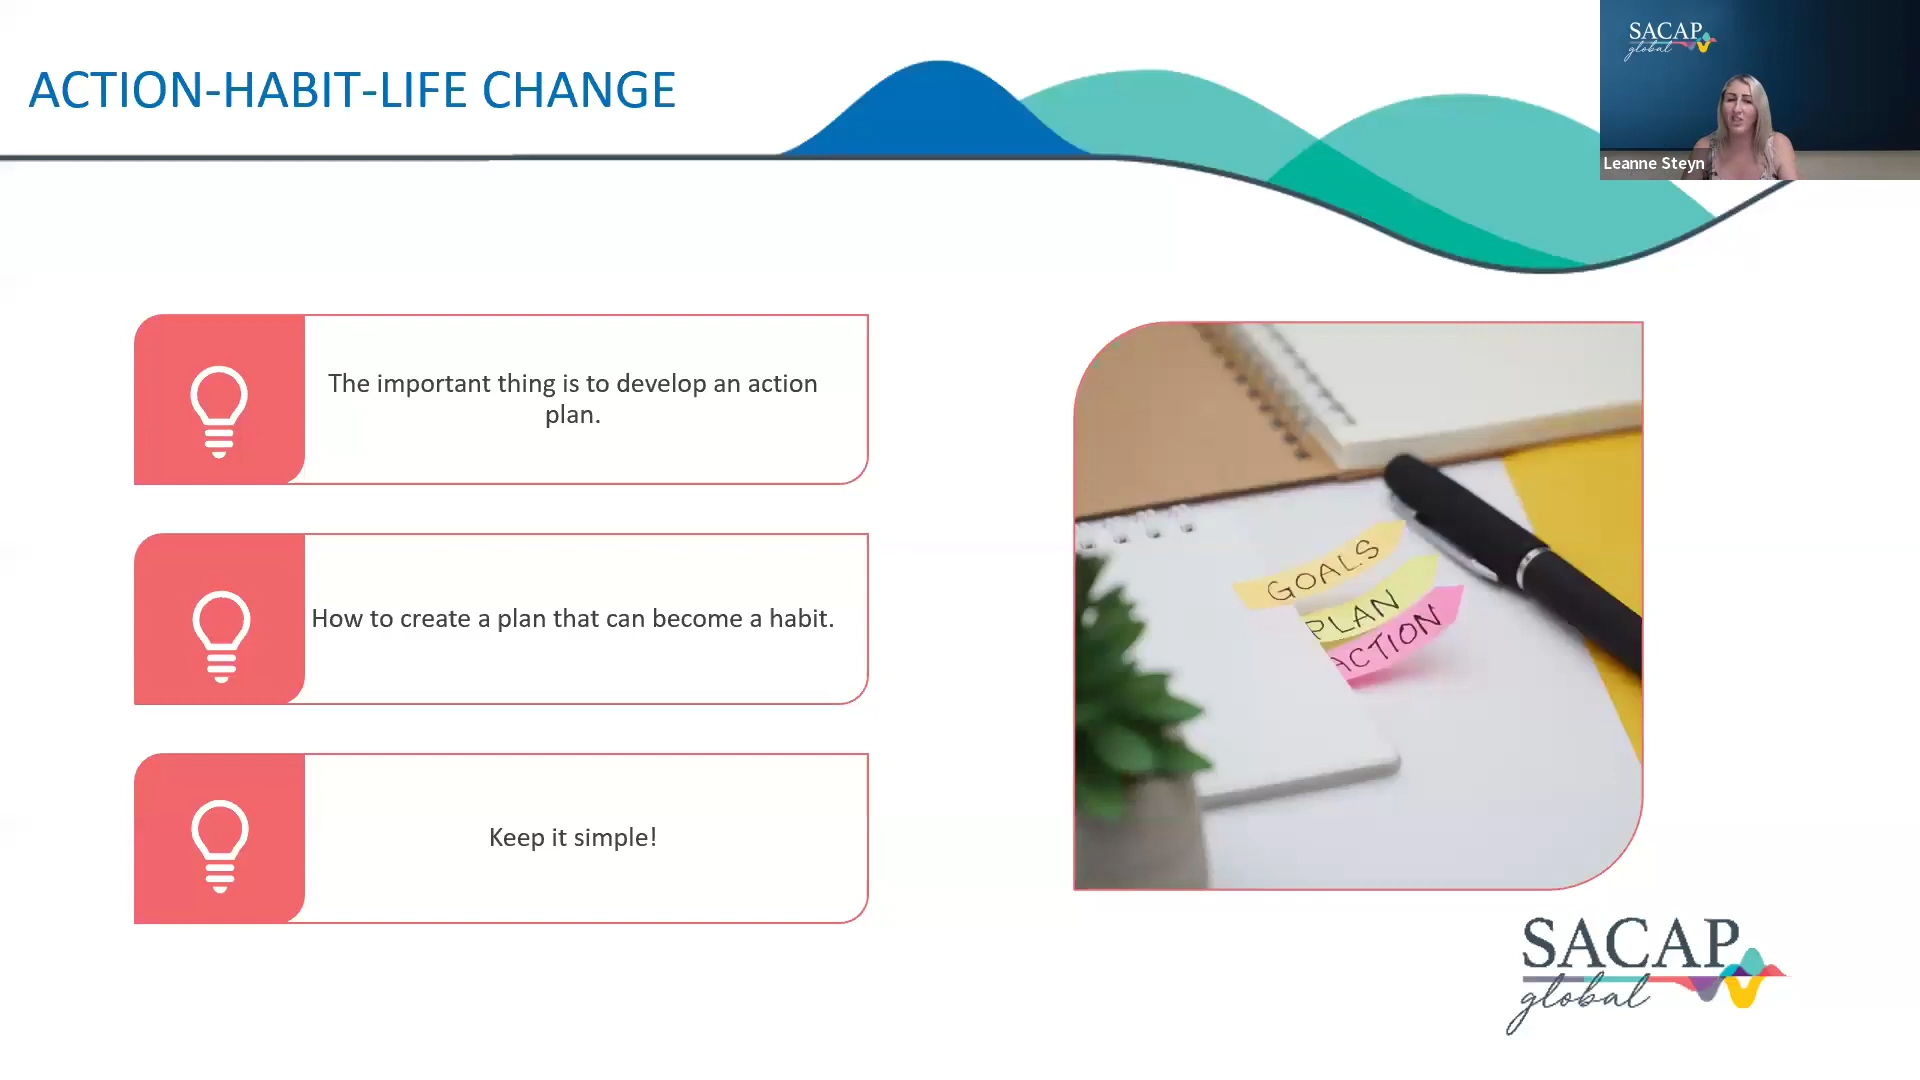 SACAP
global
Leanne Steyn
ACTION-HABIT-LIFE CHANGE
The important thing is to develop an action
plan.
How to create a plan that can become a habit.
Keep it simple!
GOALS
PLAN
ACTION
SACAP
global